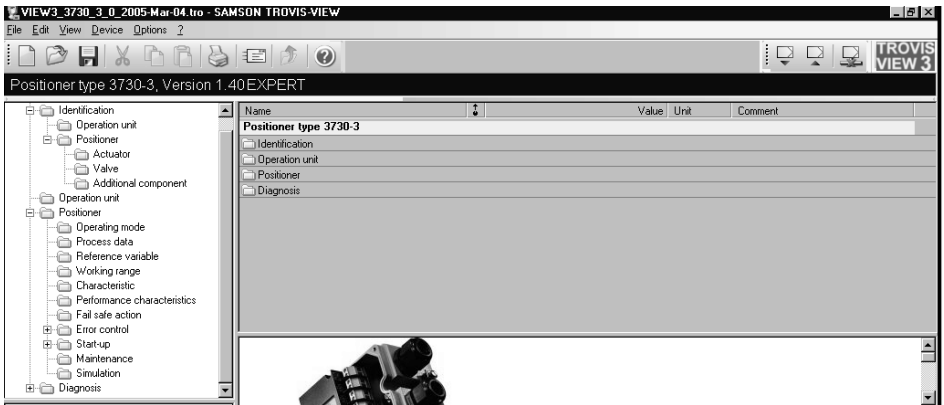 VIEW3_3730_3_0_2005-Mar-04.tro - SAMSON TROVIS-VIEW
File Edit View Device Options ?
TROVIS
VIEW 3
Positioner type 3730-3, Version 1.40EXPERT
Identification
Operation unit
Positioner
Actuator
Valve
Additional component
Operation unit
Positioner
Operating mode
Process data
Reference variable
Working range
Characteristic
Performance characteristics
Fail safe action
Error control
Start-up
Maintenance
Simulation
Diagnosis
Name Value Unit Comment
Positioner type 3730-3
Identification
Operation unit
Positioner
Diagnosis